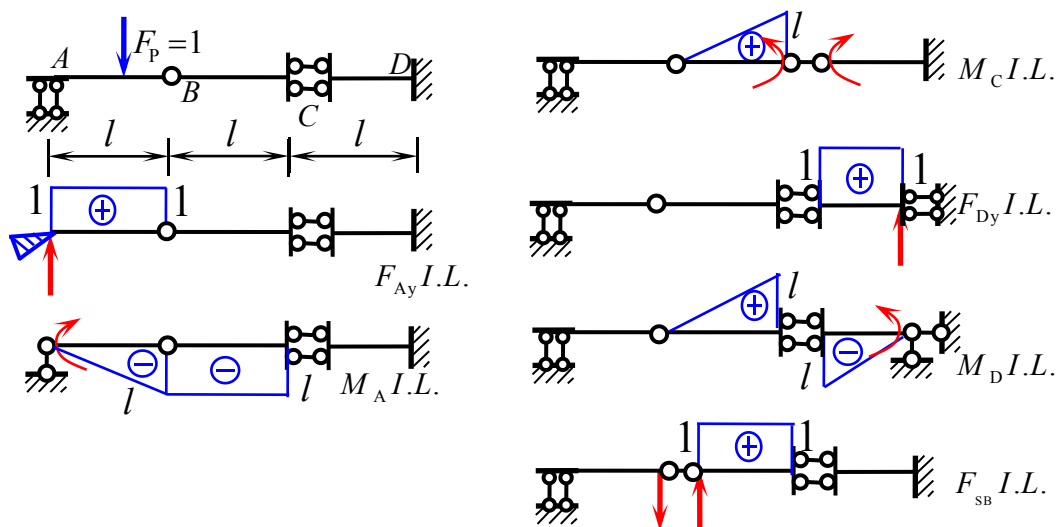 F_P =1
A
B
C
D
l l l
1 ⊕ 1
F_Ay I.L.
⊖ ⊖
l l
M_A I.L.
⊕ l
M_C I.L.
1 ⊕ 1
F_Dy I.L.
⊕ l
l ⊖
M_D I.L.
1 ⊕ 1
F_SB I.L.